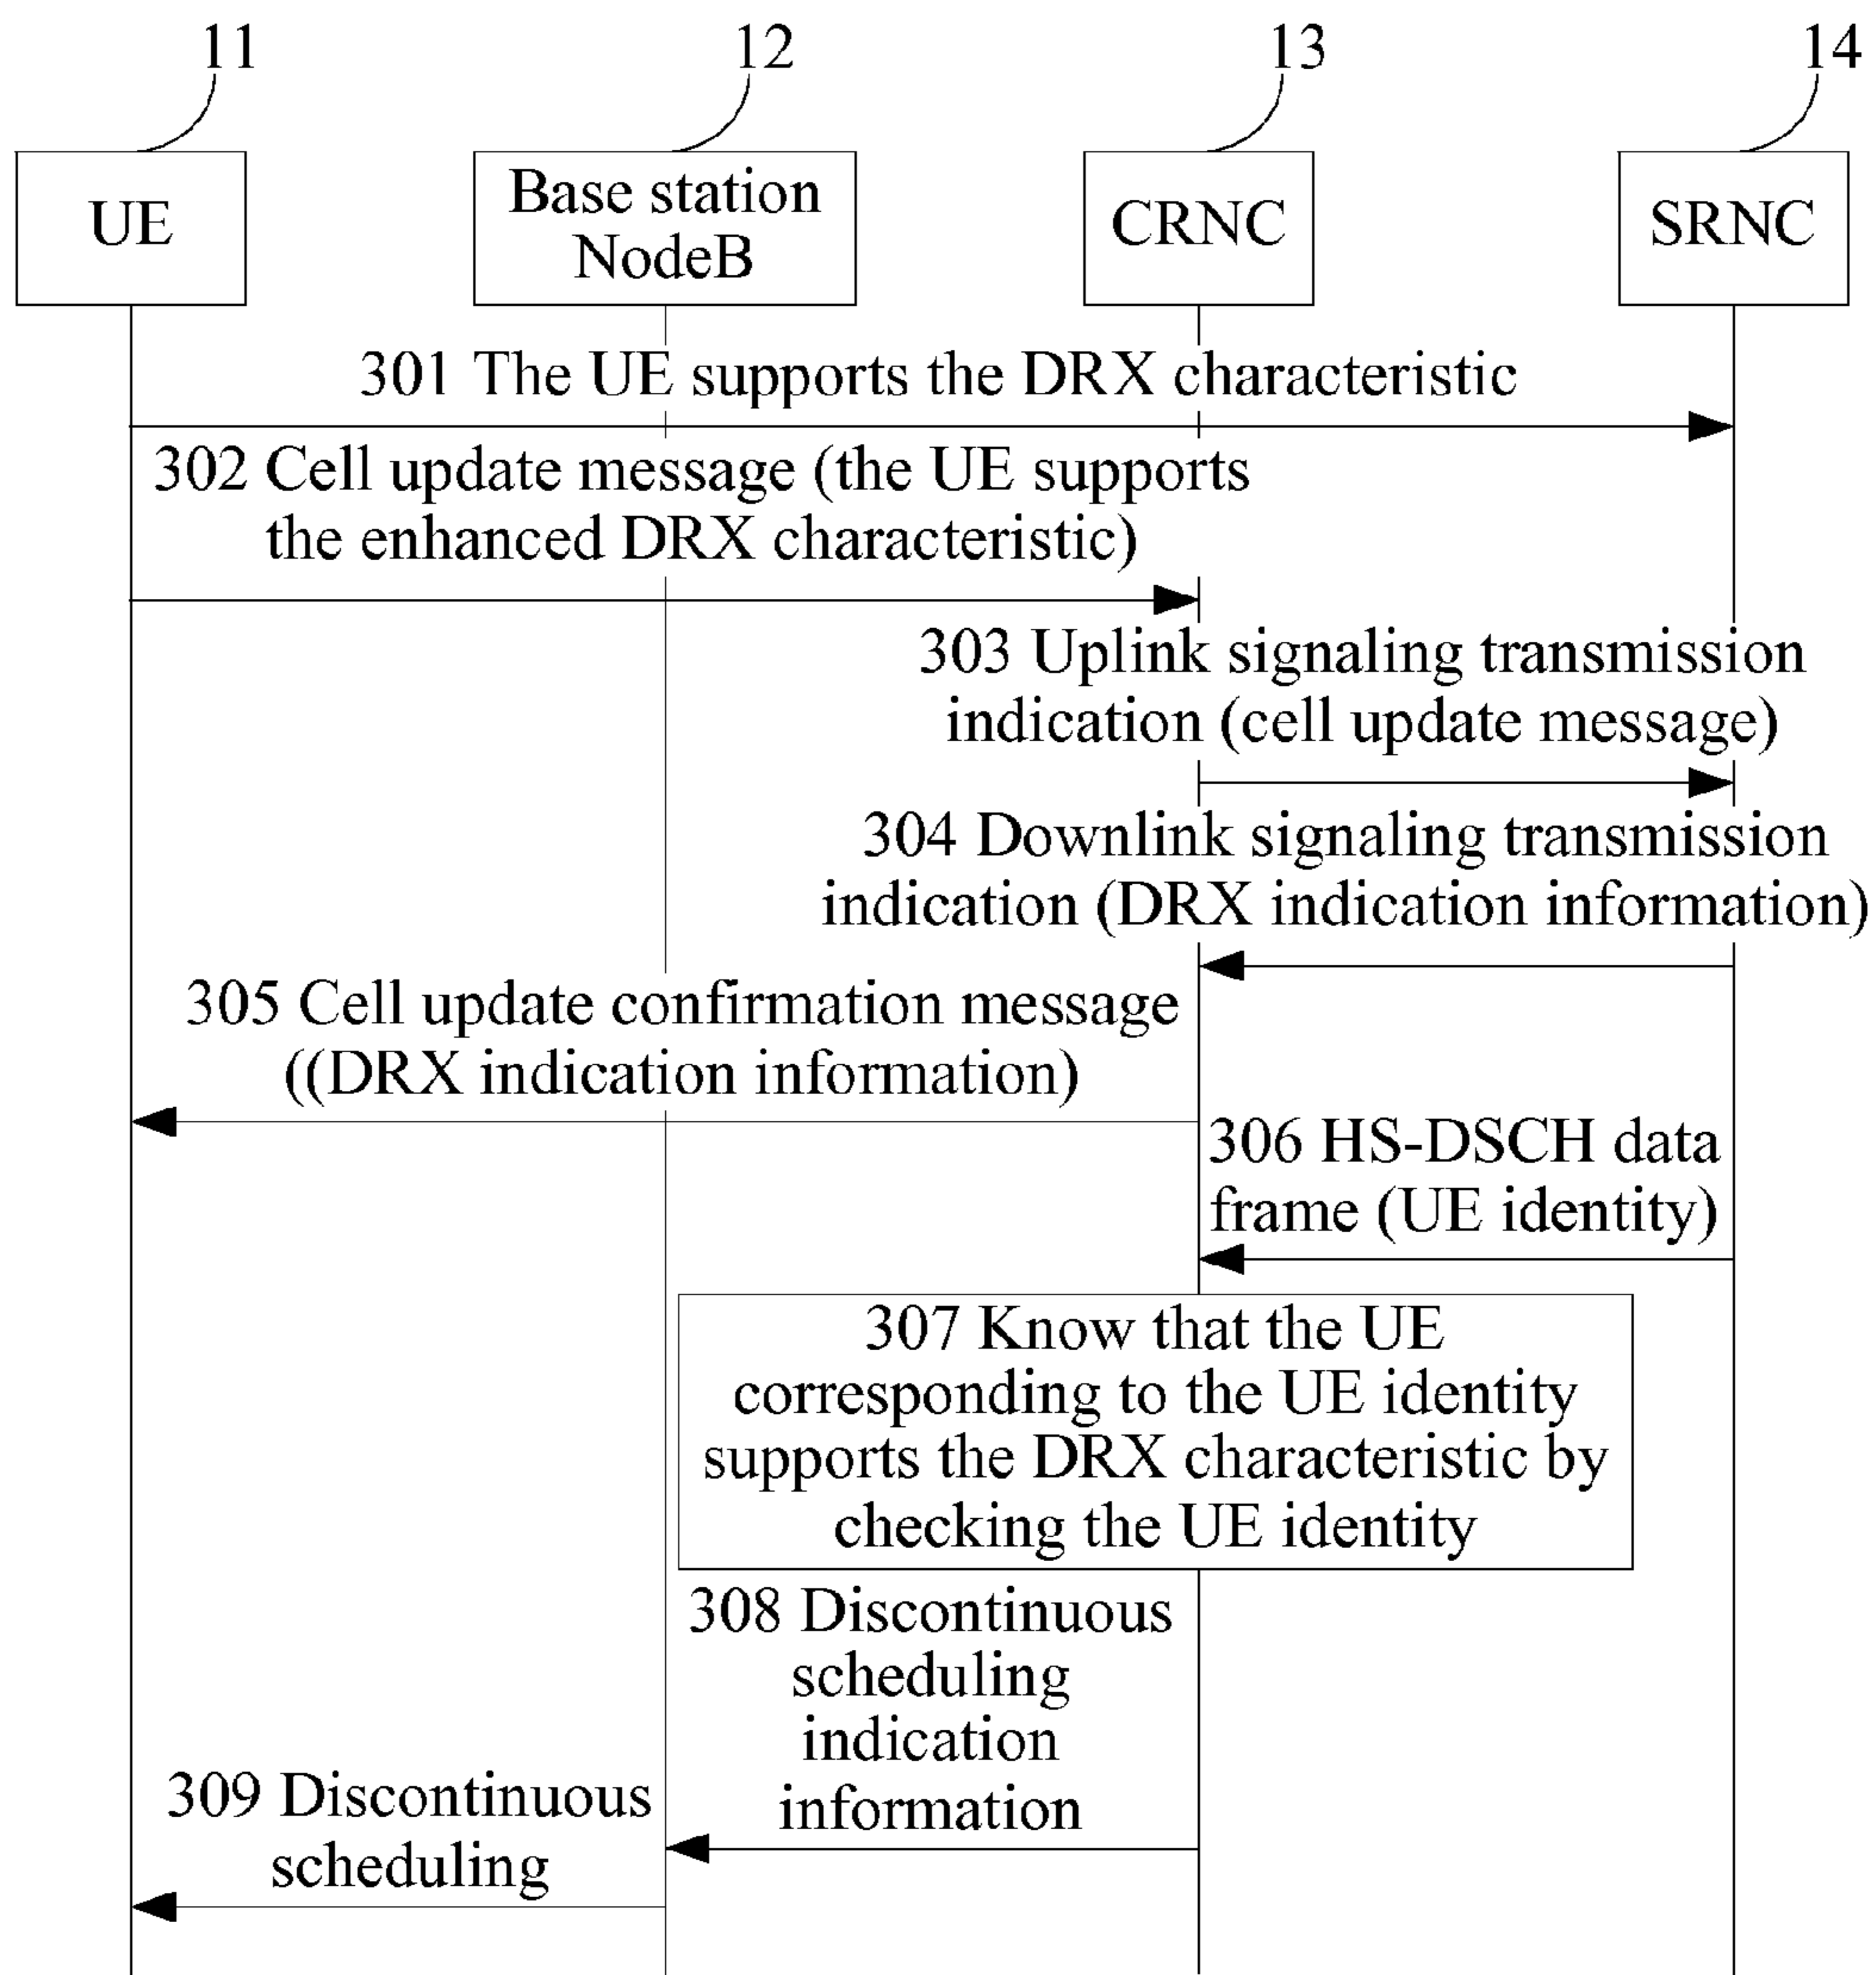 11
12
13
14
UE
Base station
NodeB
CRNC
SRNC
301 The UE supports the DRX characteristic
302 Cell update message (the UE supports
the enhanced DRX characteristic)
303 Uplink signaling transmission
indication (cell update message)
304 Downlink signaling transmission
indication (DRX indication information)
305 Cell update confirmation message
((DRX indication information)
306 HS-DSCH data
frame (UE identity)
307 Know that the UE
corresponding to the UE identity
supports the DRX characteristic by
checking the UE identity
308 Discontinuous
scheduling
indication
information
309 Discontinuous
scheduling